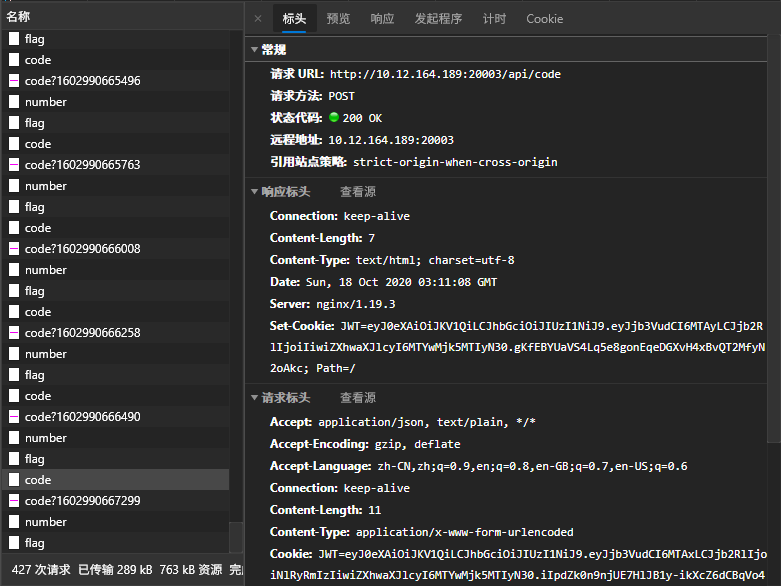 名称
flag
code
code?1602990665496
number
flag
code
code?1602990665763
number
flag
code
code?1602990666008
number
flag
code
code?1602990666258
number
flag
code
code?1602990666490
number
flag
code
code?1602990667299
number
flag
427 次请求 已传输 289 kB 763 kB 资源
标头 预览 响应 发起程序 计时 Cookie
常规
请求 URL: http://10.12.164.189:20003/api/code
请求方法: POST
状态代码: 200 OK
远程地址: 10.12.164.189:20003
引用站点策略: strict-origin-when-cross-origin
响应标头 查看源
Connection: keep-alive
Content-Length: 7
Content-Type: text/html; charset=utf-8
Date: Sun, 18 Oct 2020 03:11:08 GMT
Server: nginx/1.19.3
Set-Cookie: JWT=eyJ0eXAiOiJKV1QiLCJhbGciOiJIUzI1NiJ9.eyJjb3VudCI6MTAyLCJjb2R
lIjoiIiwiZXhwaXJlcyI6MTYwMjk5MTIyN30.gKfEBYUaVS4Lq5e8gonEqeDGXvH4xBvQT2MfyN
2oAkc; Path=/
请求标头 查看源
Accept: application/json, text/plain, */*
Accept-Encoding: gzip, deflate
Accept-Language: zh-CN,zh;q=0.9,en;q=0.8,en-GB;q=0.7,en-US;q=0.6
Connection: keep-alive
Content-Length: 11
Content-Type: application/x-www-form-urlencoded
Cookie: JWT=eyJ0eXAiOiJKV1QiLCJhbGciOiJIUzI1NiJ9.eyJjb3VudCI6MTAxLCJjb2RlIjo
iNlRyRmIzIiwiZXhwaXJlcyI6MTYwMjk5MTIyN30.iIpdZk0n9njUE7HlJB1y-ikXcZ6dCBqVo4